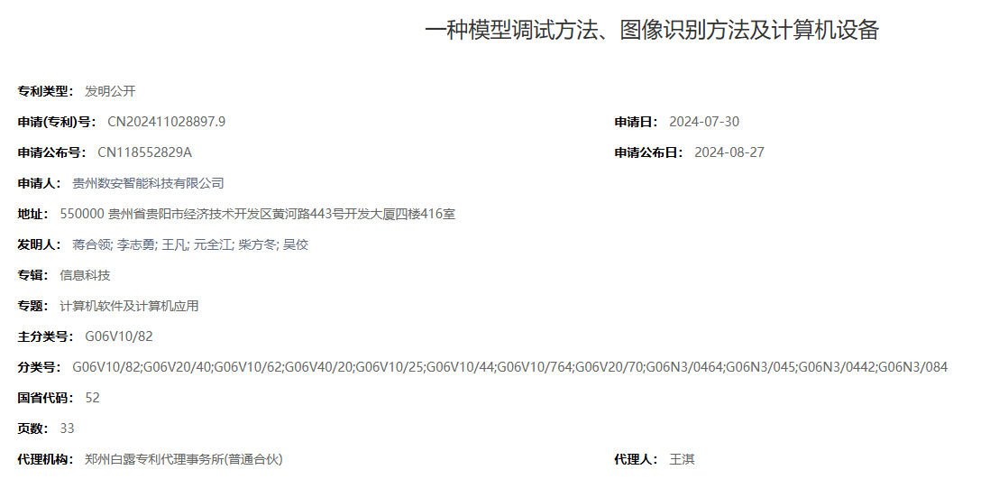 一种模型调试方法、图像识别方法及计算机设备
专利类型： 发明公开
申请(专利)号： CN202411028897.9 申请日： 2024-07-30
申请公布号： CN118552829A 申请公布日： 2024-08-27
申请人： 贵州数安智能科技有限公司
地址： 550000 贵州省贵阳市经济技术开发区黄河路443号开发大厦四楼416室
发明人： 蒋合领; 李志勇; 王凡; 元全江; 柴方冬; 吴佼
专辑： 信息科技
专题： 计算机软件及计算机应用
主分类号： G06V10/82
分类号： G06V10/82;G06V20/40;G06V10/62;G06V40/20;G06V10/25;G06V10/44;G06V10/764;G06V20/70;G06N3/0464;G06N3/045;G06N3/0442;G06N3/084
国省代码： 52
页数： 33
代理机构： 郑州白露专利代理事务所(普通合伙) 代理人： 王淇